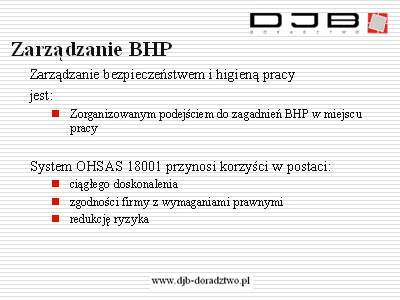 DJB
DORADZTWO
Zarządzanie BHP
Zarządzanie bezpieczeństwem i higieną pracy
jest:
Zorganizowanym podejściem do zagadnień BHP w miejscu
pracy
System OHSAS 18001 przynosi korzyści w postaci:
ciągłego doskonalenia
zgodności firmy z wymaganiami prawnymi
redukcję ryzyka
www.djb-doradztwo.pl